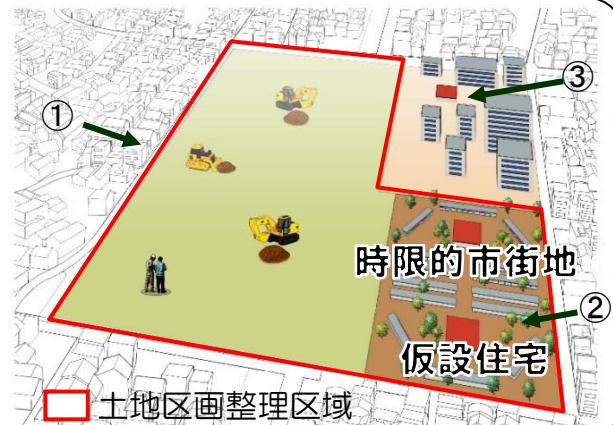 ①
③
時限的市街地
②
仮設住宅
土地区画整理区域